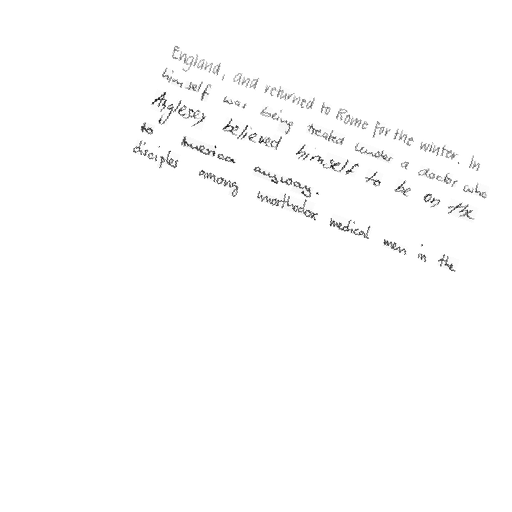 England, and returned to Rome for the winter. In
himself was being treated under a doctor who
Anglesey believed himself to be on the
to America anyway.
disciples among unorthodox medical men in the